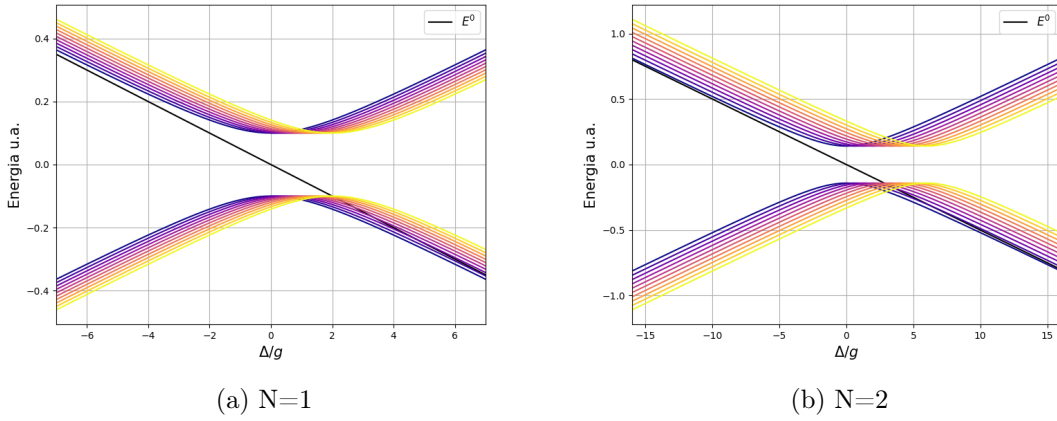 E⁰
0.4
0.2
0.0
−0.2
−0.4
Energia u.a.
−6 −4 −2 0 2 4 6
Δ/g
(a) N=1
E⁰
1.0
0.5
0.0
−0.5
−1.0
Energia u.a.
−15 −10 −5 0 5 10 15
Δ/g
(b) N=2